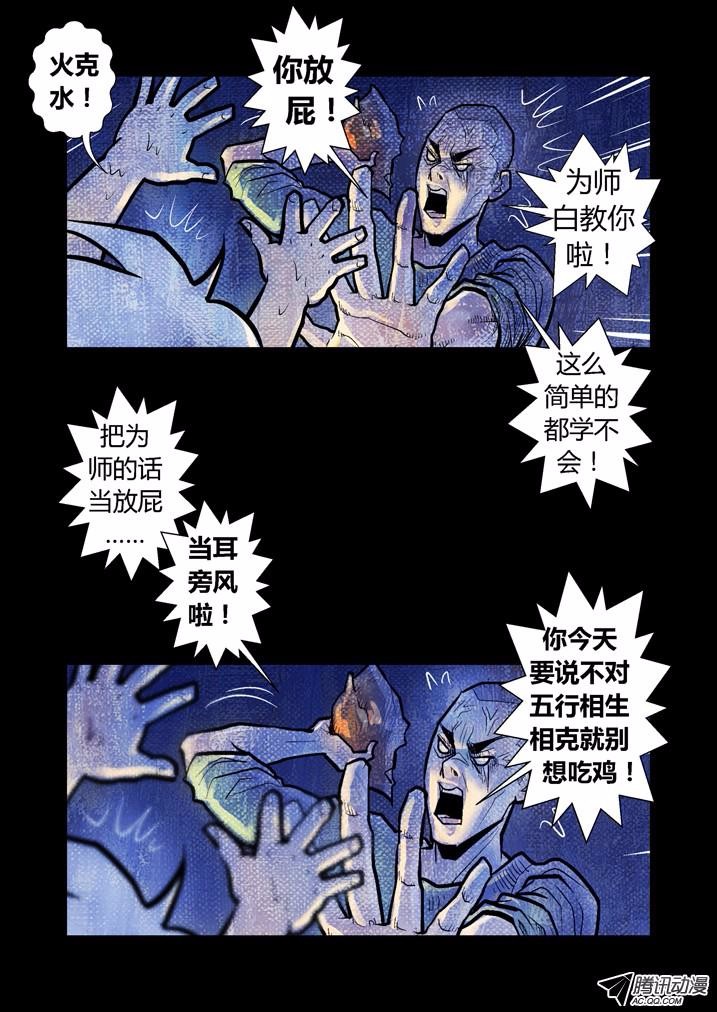 火克
水！
你放
屁！
为师
白教你
啦！
这么
简单的
都学不
会！
把为
师的话
当放屁
……
当耳
旁风
啦！
你今天
要说不对
五行相生
相克就别
想吃鸡！
腾讯动漫
AC.QQ.COM